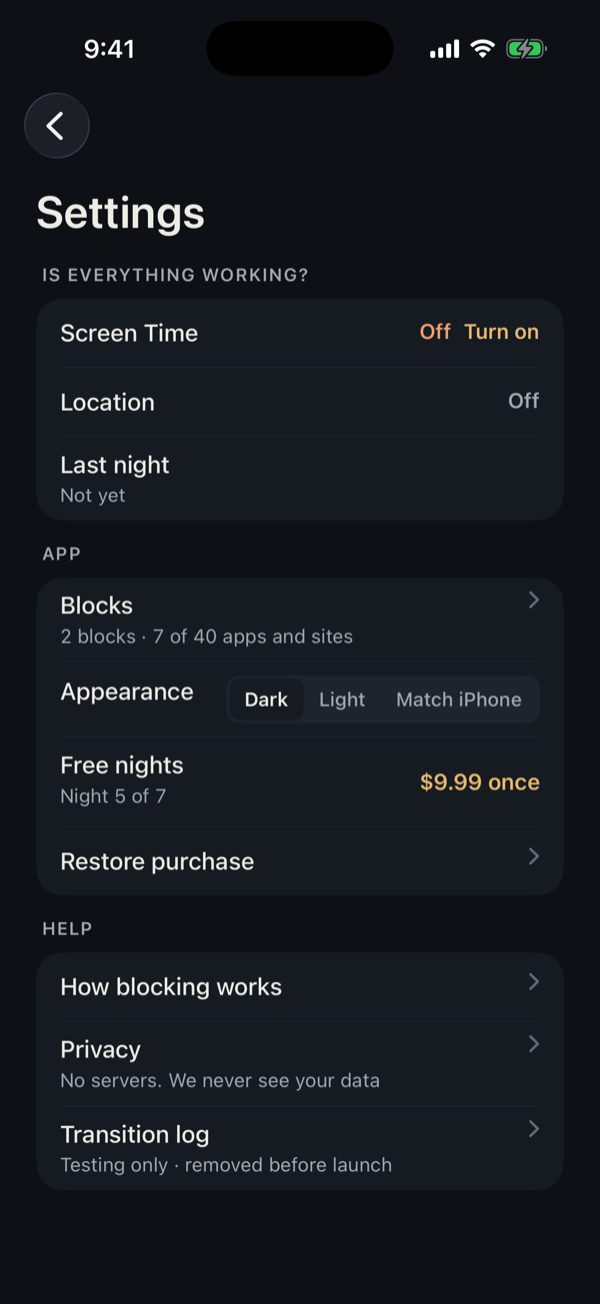 9:41
Settings
IS EVERYTHING WORKING?
Screen Time Off Turn on
Location Off
Last night
Not yet
APP
Blocks
2 blocks · 7 of 40 apps and sites
Appearance Dark Light Match iPhone
Free nights
Night 5 of 7
$9.99 once
Restore purchase
HELP
How blocking works
Privacy
No servers. We never see your data
Transition log
Testing only · removed before launch